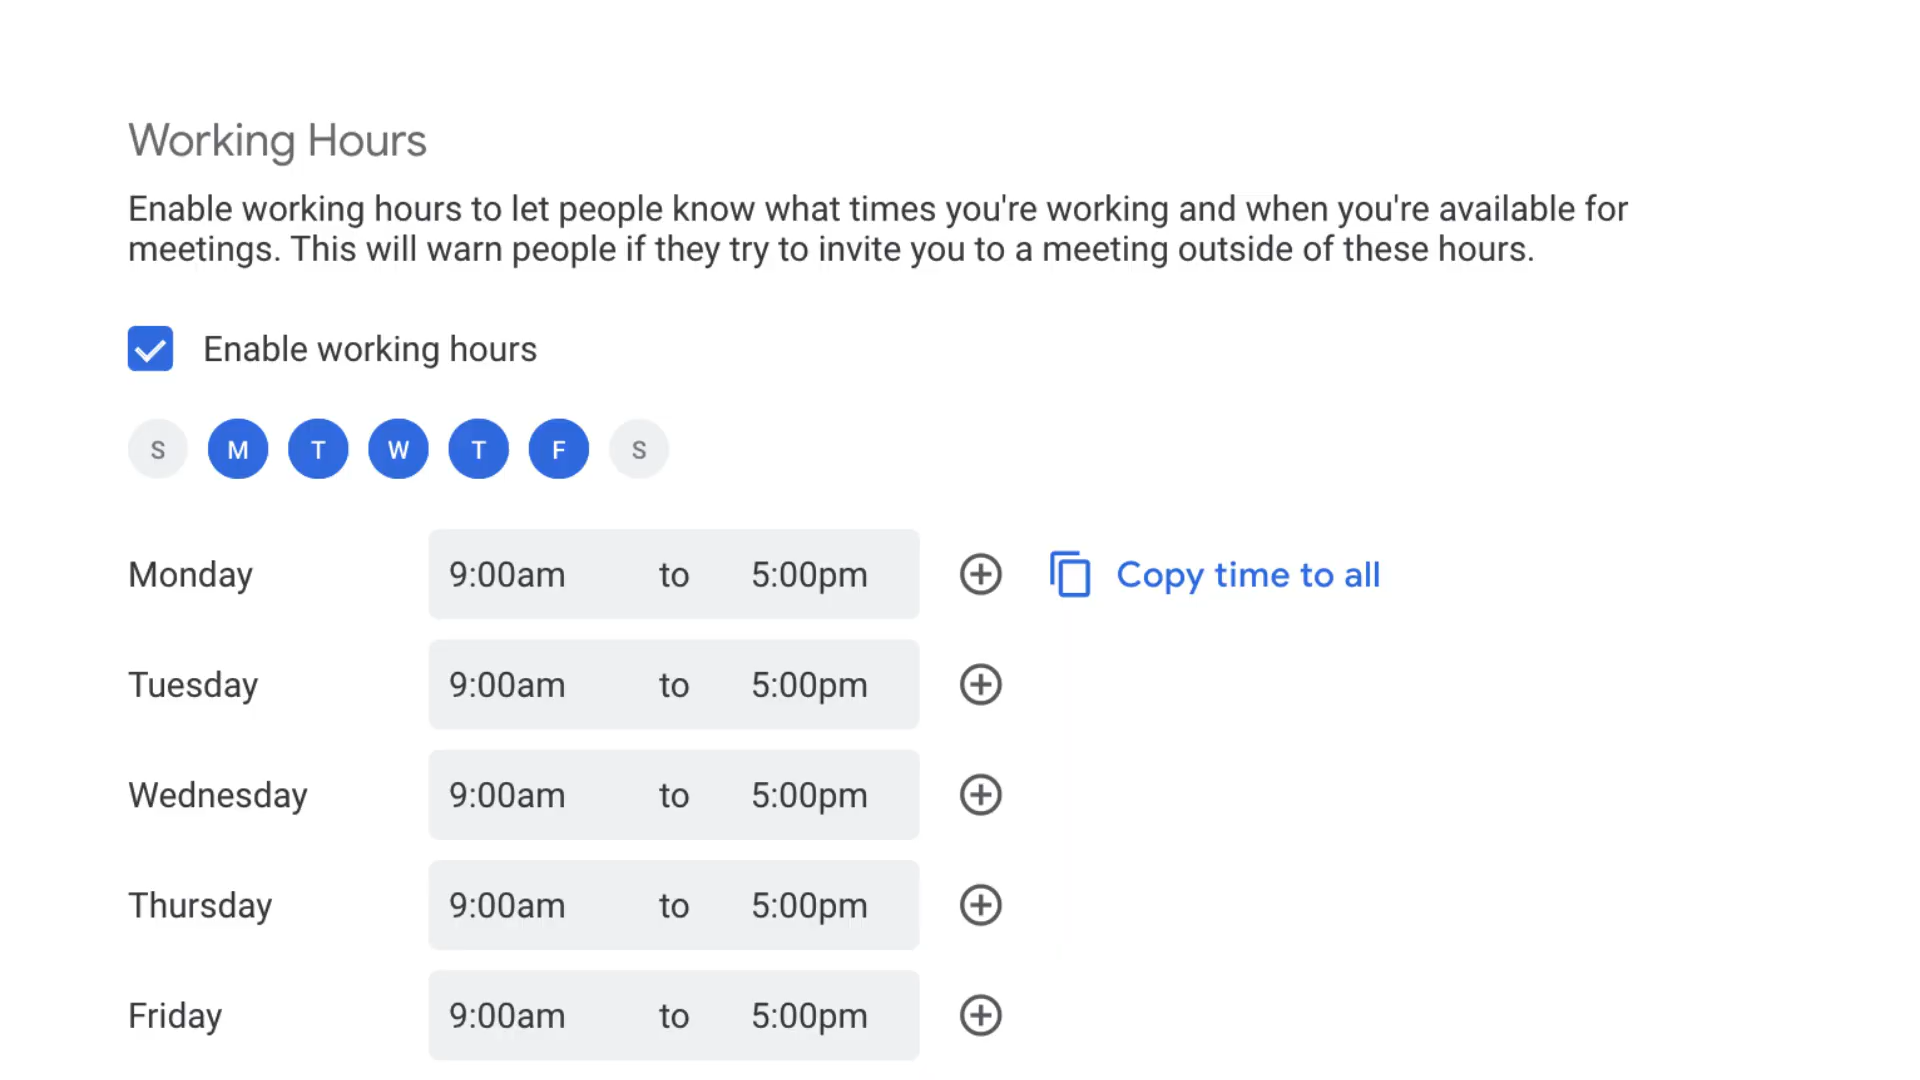 Working Hours
Enable working hours to let people know what times you're working and when you're available for
meetings. This will warn people if they try to invite you to a meeting outside of these hours.
Enable working hours
S M T W T F S
Monday 9:00am to 5:00pm Copy time to all
Tuesday 9:00am to 5:00pm
Wednesday 9:00am to 5:00pm
Thursday 9:00am to 5:00pm
Friday 9:00am to 5:00pm